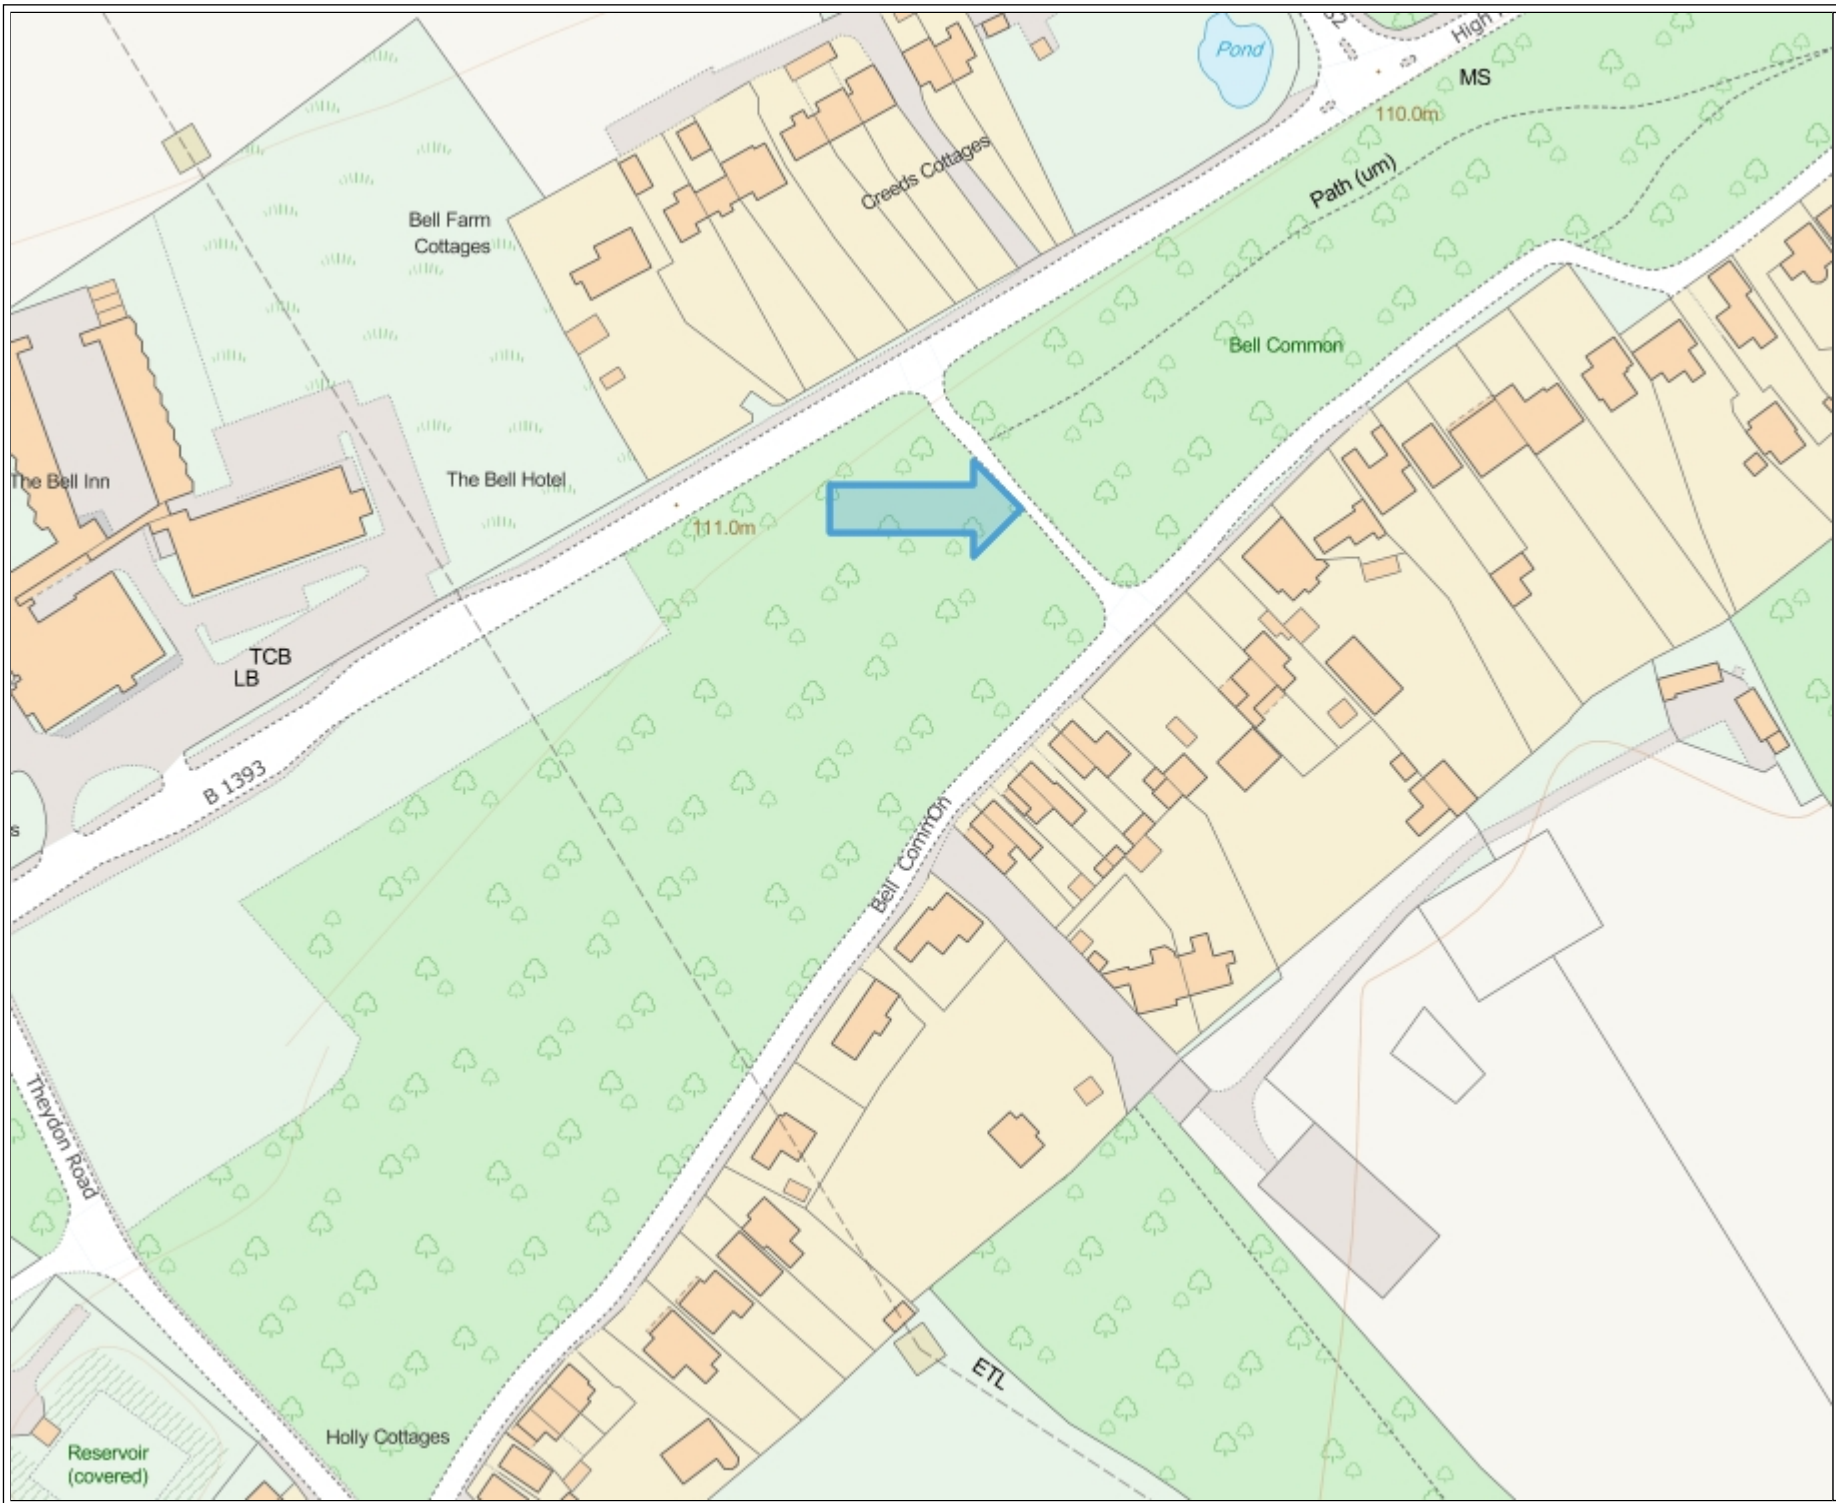 Pond
High
MS
110.0m
Creeds Cottages
Path (um)
Bell Farm
Cottages
Bell Common
The Bell Inn
The Bell Hotel
111.0m
TCB
LB
B 1393
s
Bell Common
Theydon Road
ETL
Holly Cottages
Reservoir
(covered)